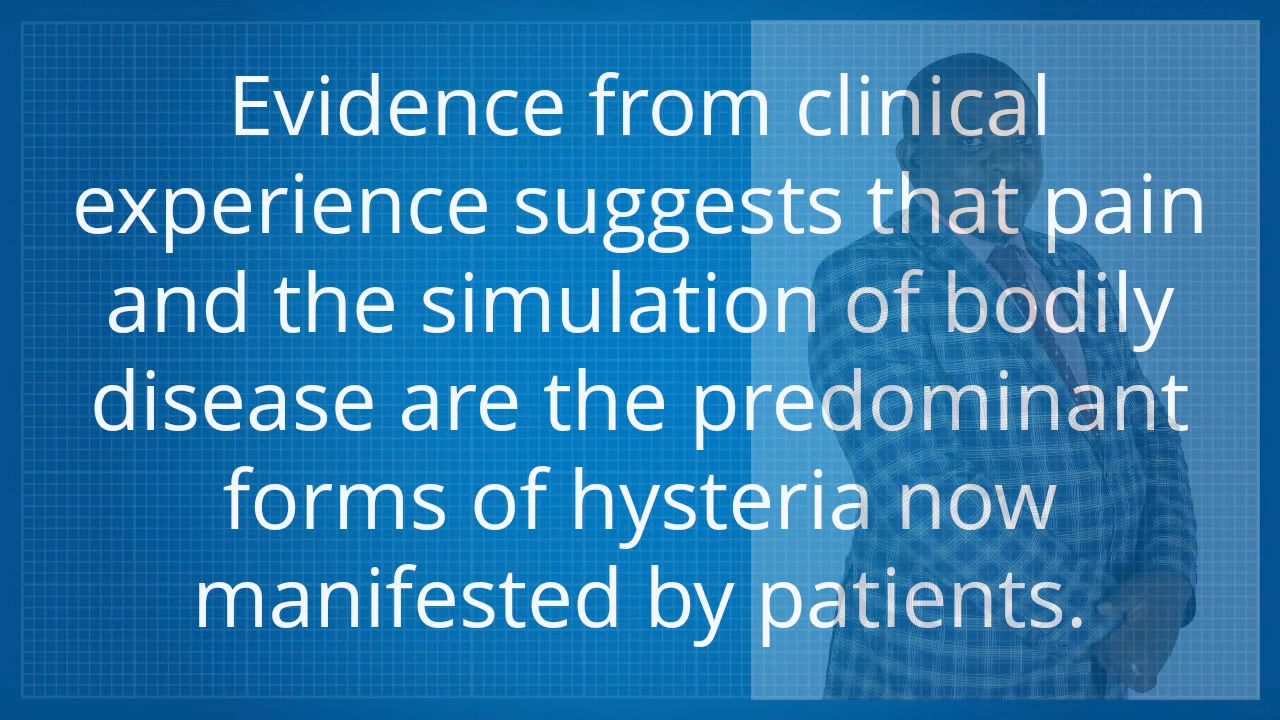 Evidence from clinical
experience suggests that pain
and the simulation of bodily
disease are the predominant
forms of hysteria now
manifested by patients.